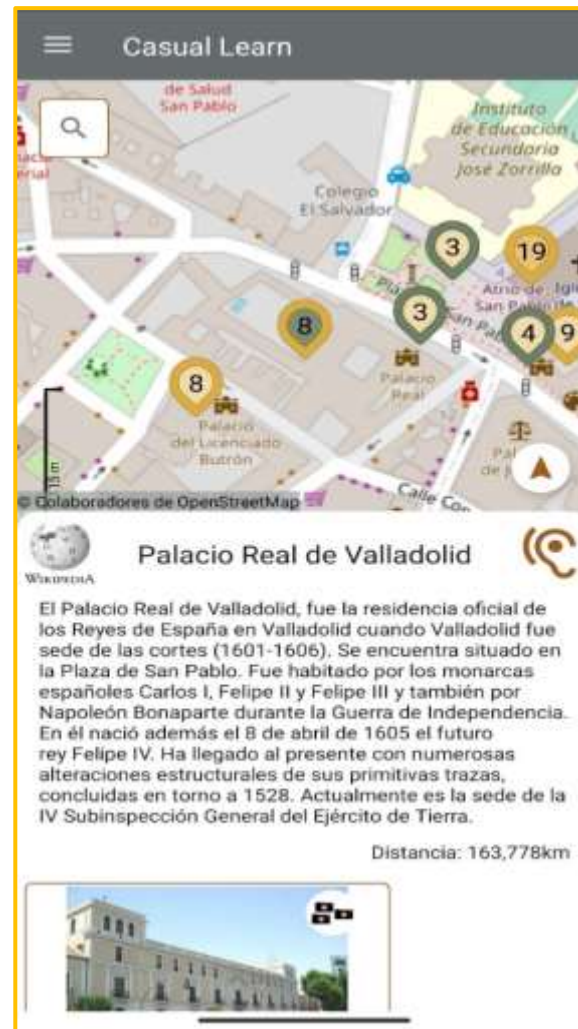 Casual Learn
de Salud
San Pablo
Instituto
de Educación
Secundaria
José Zorrilla
Colegio
El Salvador
3
19
3
8
4
9
8
Palacio
Real
Palacio
del Licenciado
Butrón
15 m
© Colaboradores de OpenStreetMap
WIKIPEDIA
Palacio Real de Valladolid
El Palacio Real de Valladolid, fue la residencia oficial de
los Reyes de España en Valladolid cuando Valladolid fue
sede de las cortes (1601-1606). Se encuentra situado en
la Plaza de San Pablo. Fue habitado por los monarcas
españoles Carlos I, Felipe II y Felipe III y también por
Napoleón Bonaparte durante la Guerra de Independencia.
En él nació además el 8 de abril de 1605 el futuro
rey Felipe IV. Ha llegado al presente con numerosas
alteraciones estructurales de sus primitivas trazas,
concluidas en torno a 1528. Actualmente es la sede de la
IV Subinspección General del Ejército de Tierra.
Distancia: 163,778km